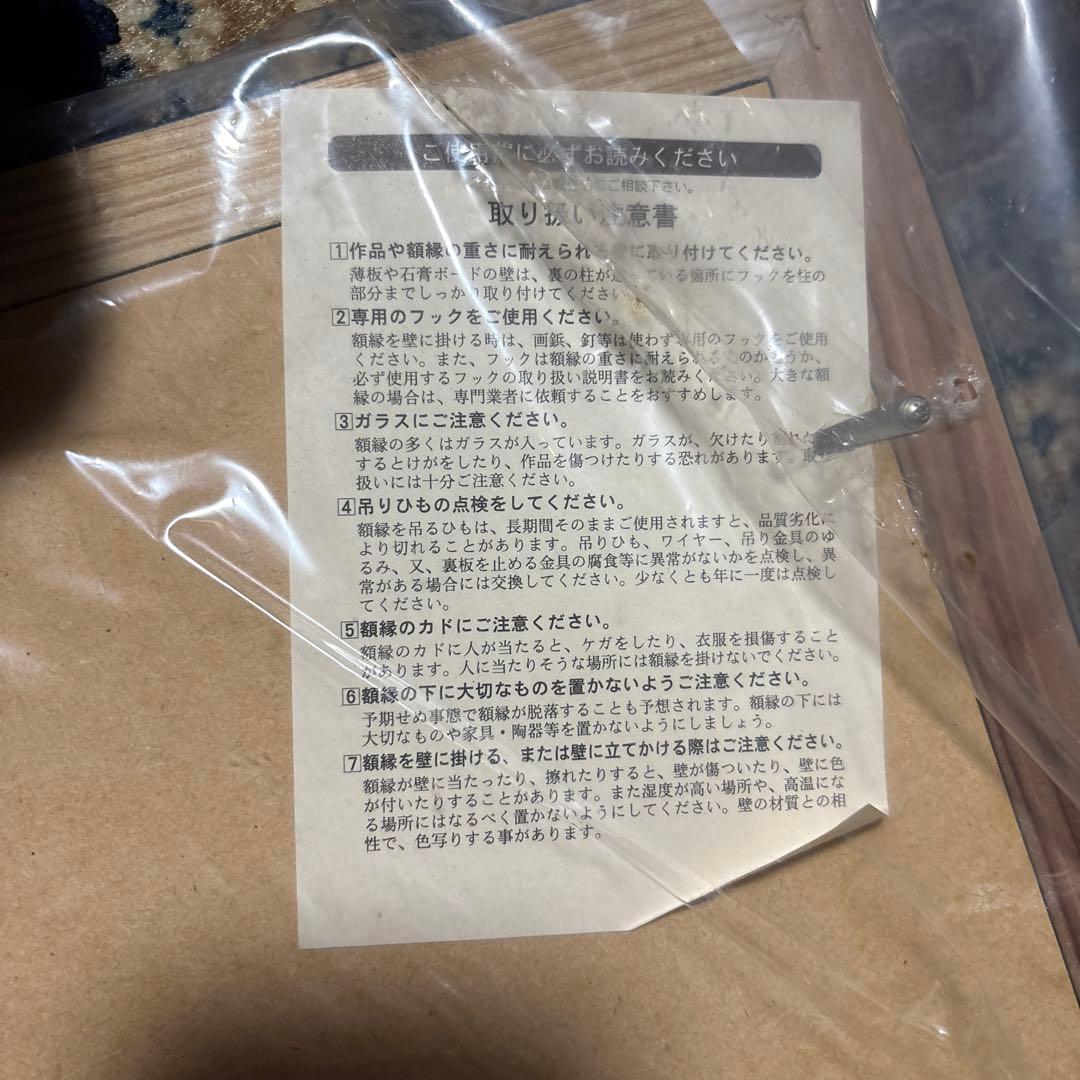 ご使用前に必ずお読みください
ご相談下さい。
取り扱い注意書
1 作品や額縁の重さに耐えられる壁に取り付けてください。
薄板や石膏ボードの壁は、裏の柱が通っている箇所にフックを柱の
部分までしっかり取り付けてください。
2 専用のフックをご使用ください。
額縁を壁に掛ける時は、画鋲、釘等は使わず専用のフックをご使用
ください。また、フックは額縁の重さに耐えられるものかどうか、
必ず使用するフックの取り扱い説明書をお読みください。大きな額
縁の場合は、専門業者に依頼することをおすすめします。
3 ガラスにご注意ください。
額縁の多くはガラスが入っています。ガラスが、欠けたり割れたり
するとけがをしたり、作品を傷つけたりする恐れがあります。取り
扱いには十分ご注意ください。
4 吊りひもの点検をしてください。
額縁を吊るひもは、長期間そのままご使用されますと、品質劣化に
より切れることがあります。吊りひも、ワイヤー、吊り金具のゆ
るみ、又、裏板を止める金具の腐食等に異常がないかを点検し、異
常がある場合には交換してください。少なくとも年に一度は点検し
てください。
5 額縁のカドにご注意ください。
額縁のカドに人が当たると、ケガをしたり、衣服を損傷すること
があります。人に当たりそうな場所には額縁を掛けないでください。
6 額縁の下に大切なものを置かないようご注意ください。
予期せぬ事態で額縁が脱落することも予想されます。額縁の下には
大切なものや家具・陶器等を置かないようにしましょう。
7 額縁を壁に掛ける、または壁に立てかける際はご注意ください。
額縁が壁に当たったり、擦れたりすると、壁が傷ついたり、壁に色
が付いたりすることがあります。また湿度が高い場所や、高温にな
る場所にはなるべく置かないようにしてください。壁の材質との相
性で、色写りする事があります。